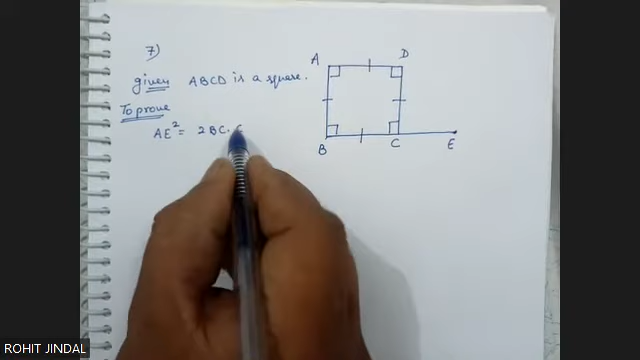 7)
given ABCD is a square.
To prove
AE² = 2BC.
A D
B C E
ROHIT JINDAL